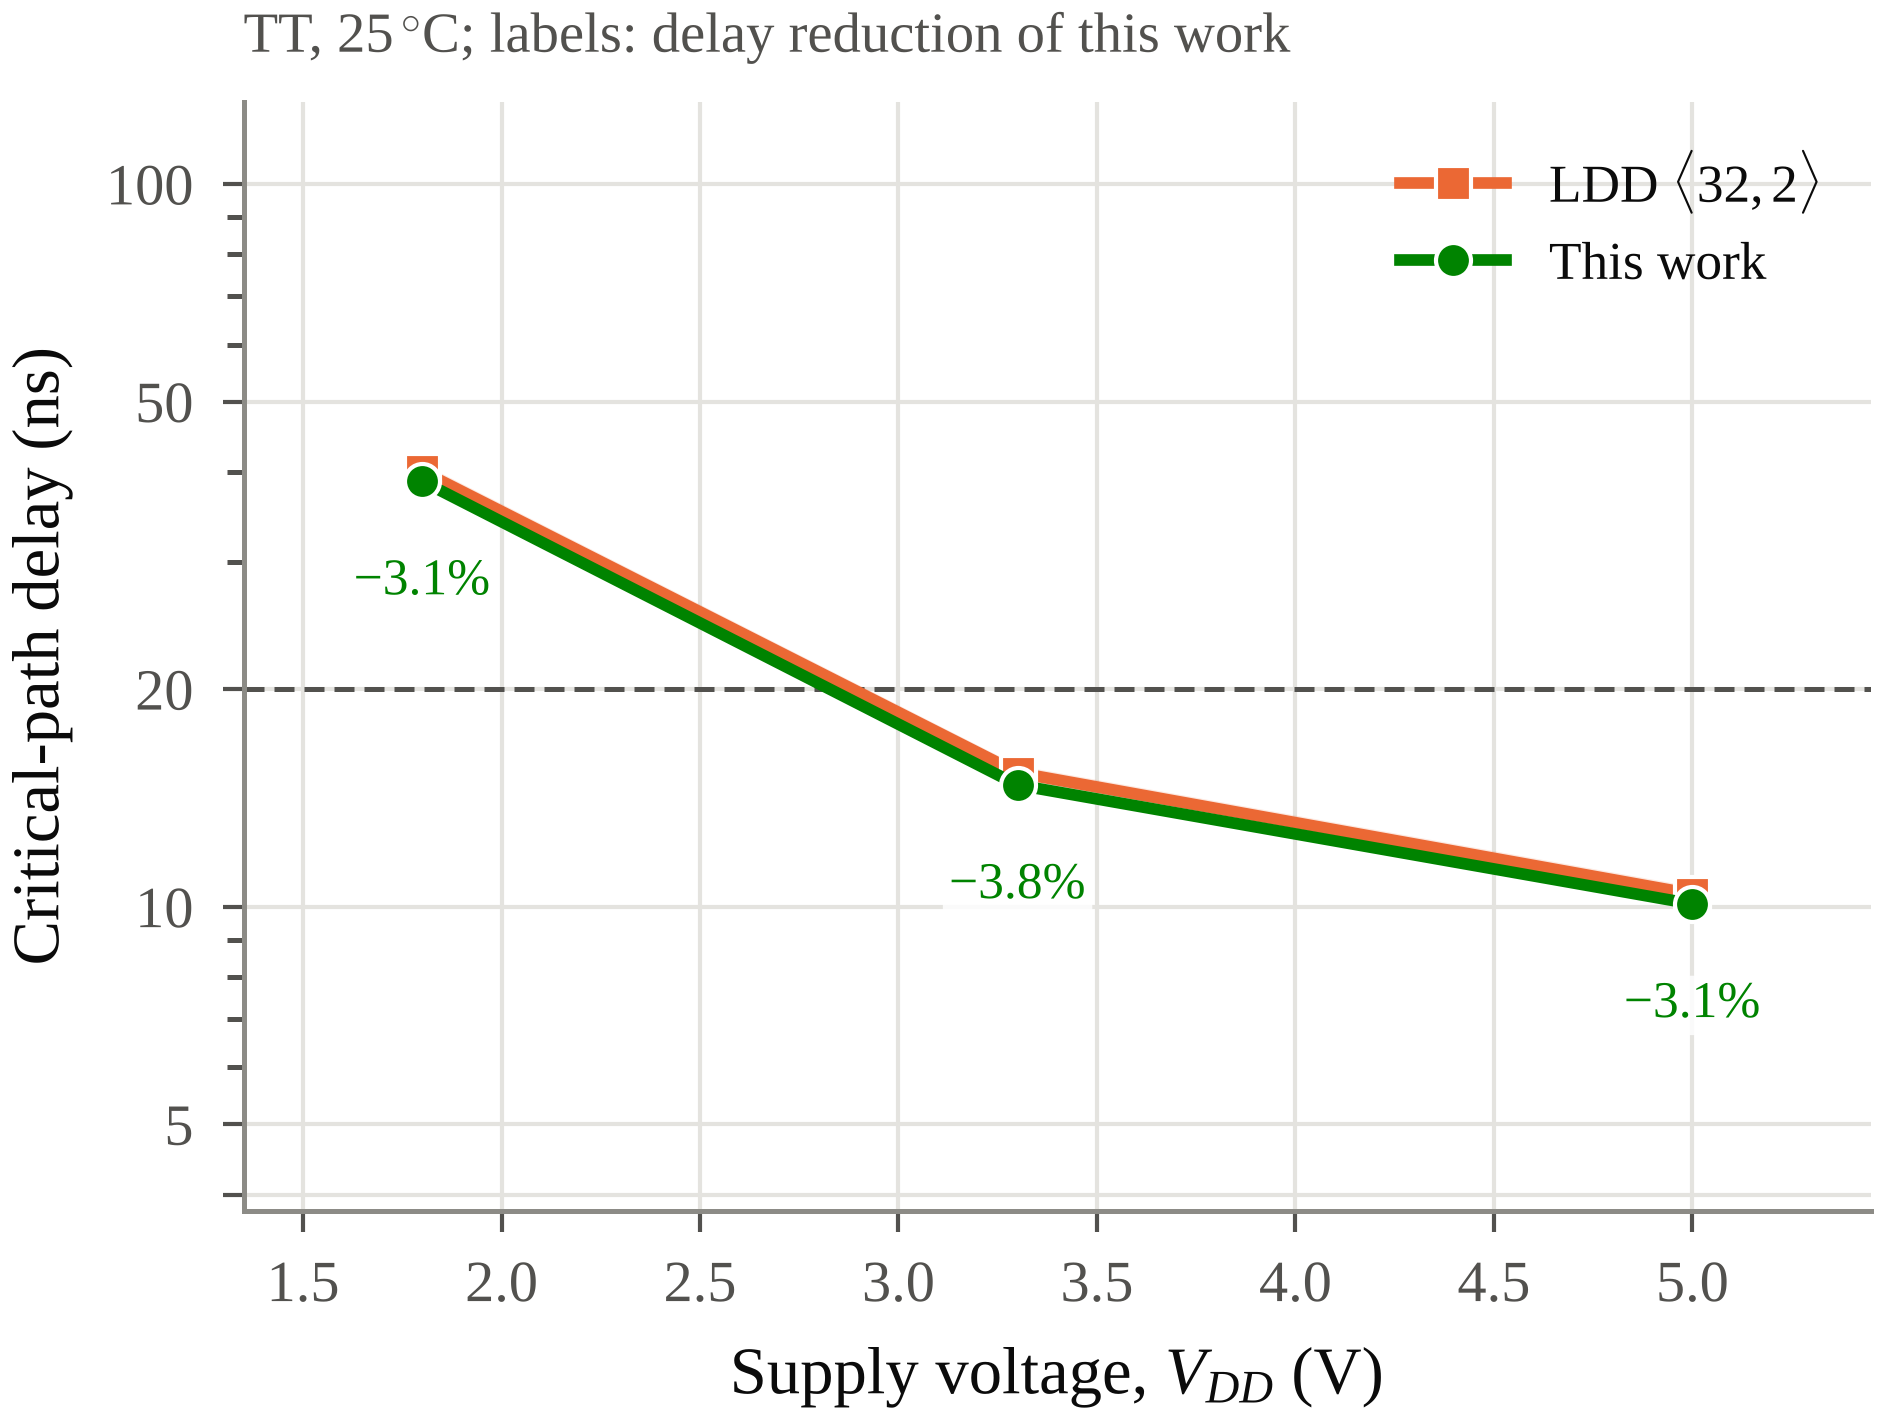 TT, 25 °C; labels: delay reduction of this work
LDD ⟨32, 2⟩
This work
Critical-path delay (ns)
100
50
20
10
5
−3.1%
−3.8%
−3.1%
1.5 2.0 2.5 3.0 3.5 4.0 4.5 5.0
Supply voltage, V_DD (V)